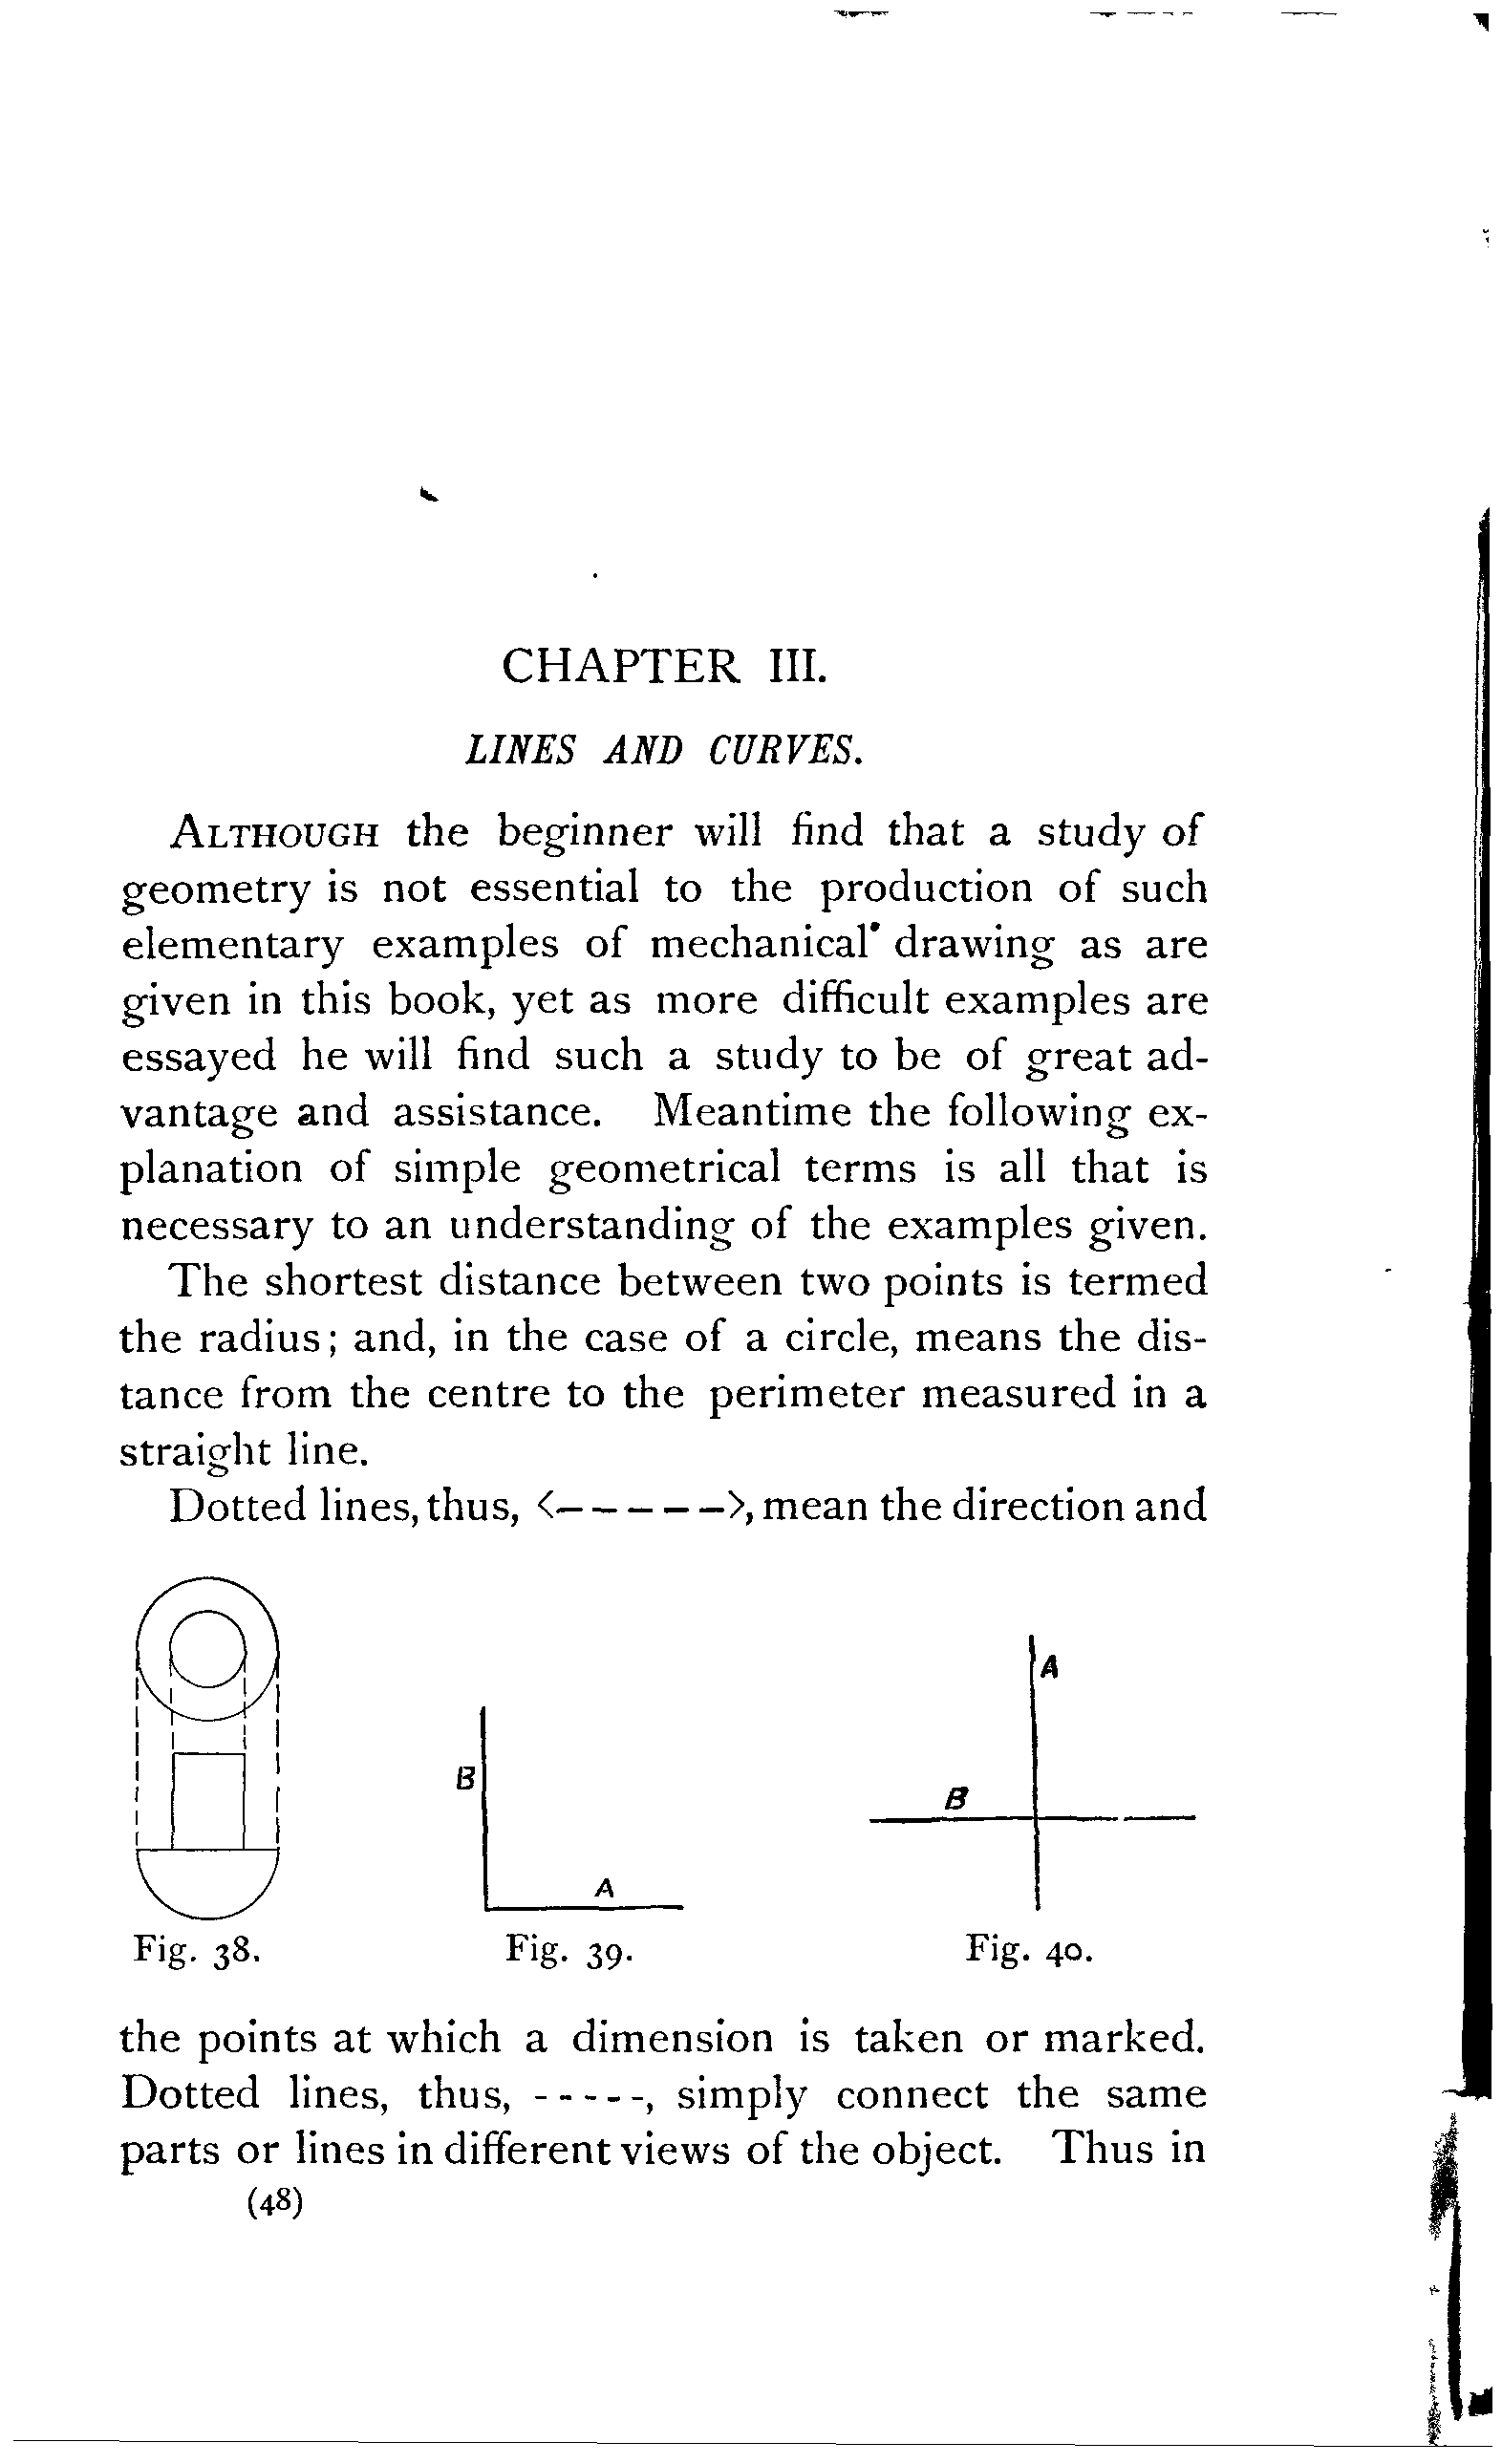 CHAPTER III.
LINES AND CURVES.
ALTHOUGH the beginner will find that a study of
geometry is not essential to the production of such
elementary examples of mechanical drawing as are
given in this book, yet as more difficult examples are
essayed he will find such a study to be of great ad-
vantage and assistance. Meantime the following ex-
planation of simple geometrical terms is all that is
necessary to an understanding of the examples given.
The shortest distance between two points is termed
the radius; and, in the case of a circle, means the dis-
tance from the centre to the perimeter measured in a
straight line.
Dotted lines, thus, <- - - - ->, mean the direction and
A
B
B
A
Fig. 38.
Fig. 39.
Fig. 40.
the points at which a dimension is taken or marked.
Dotted lines, thus, - - - - -, simply connect the same
parts or lines in different views of the object. Thus in
(48)